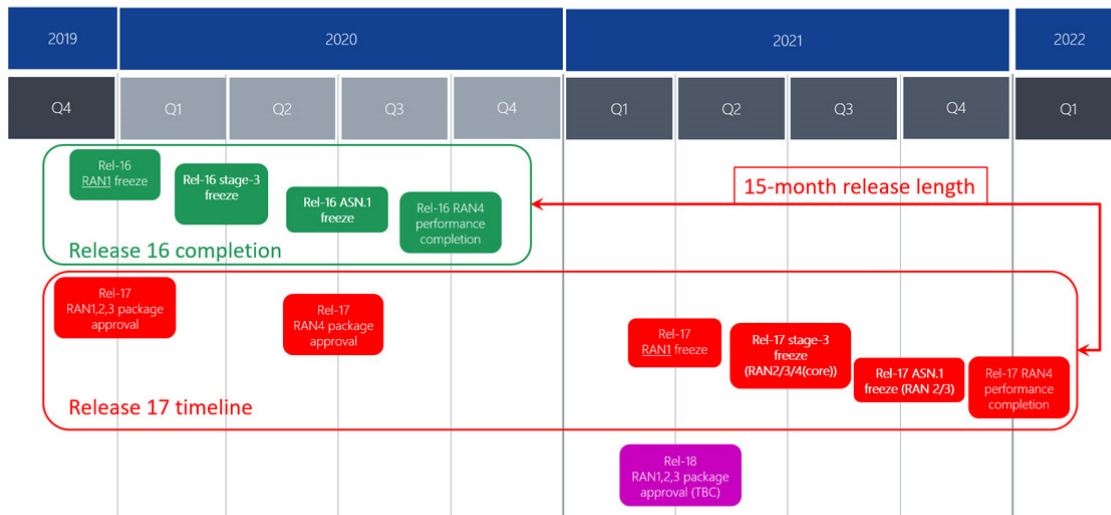 2019
2020
2021
2022
Q4
Q1
Q2
Q3
Q4
Q1
Q2
Q3
Q4
Q1
Rel-16
RAN1 freeze
Rel-16 stage-3
freeze
Rel-16 ASN.1
freeze
Rel-16 RAN4
performance
completion
15-month release length
Release 16 completion
Rel-17
RAN1,2,3 package
approval
Rel-17
RAN4 package
approval
Rel-17
RAN1 freeze
Rel-17 stage-3
freeze
(RAN2/3/4(core))
Rel-17 ASN.1
freeze (RAN 2/3)
Rel-17 RAN4
performance
completion
Release 17 timeline
Rel-18
RAN1,2,3 package
approval (TBC)